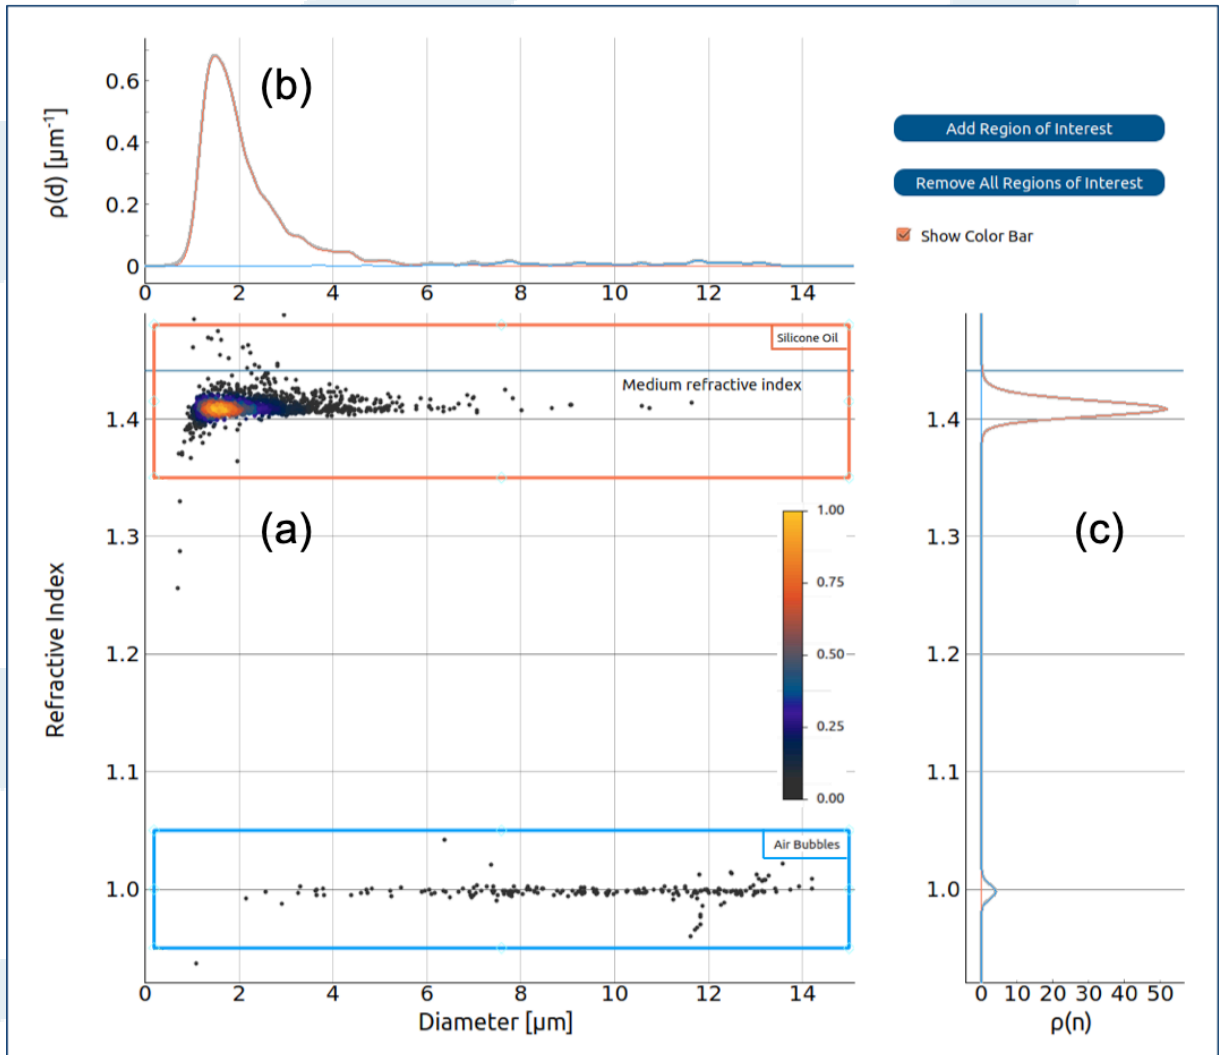 (b)
ρ(d) [µm⁻¹]
0.6
0.4
0.2
0
0 2 4 6 8 10 12 14
Add Region of Interest
Remove All Regions of Interest
Show Color Bar
Silicone Oil
Medium refractive index
(a)
Refractive Index
1.4
1.3
1.2
1.1
1.0
1.00
0.75
0.50
0.25
0.00
Air Bubbles
0 2 4 6 8 10 12 14
Diameter [µm]
(c)
1.4
1.3
1.2
1.1
1.0
0 10 20 30 40 50
ρ(n)